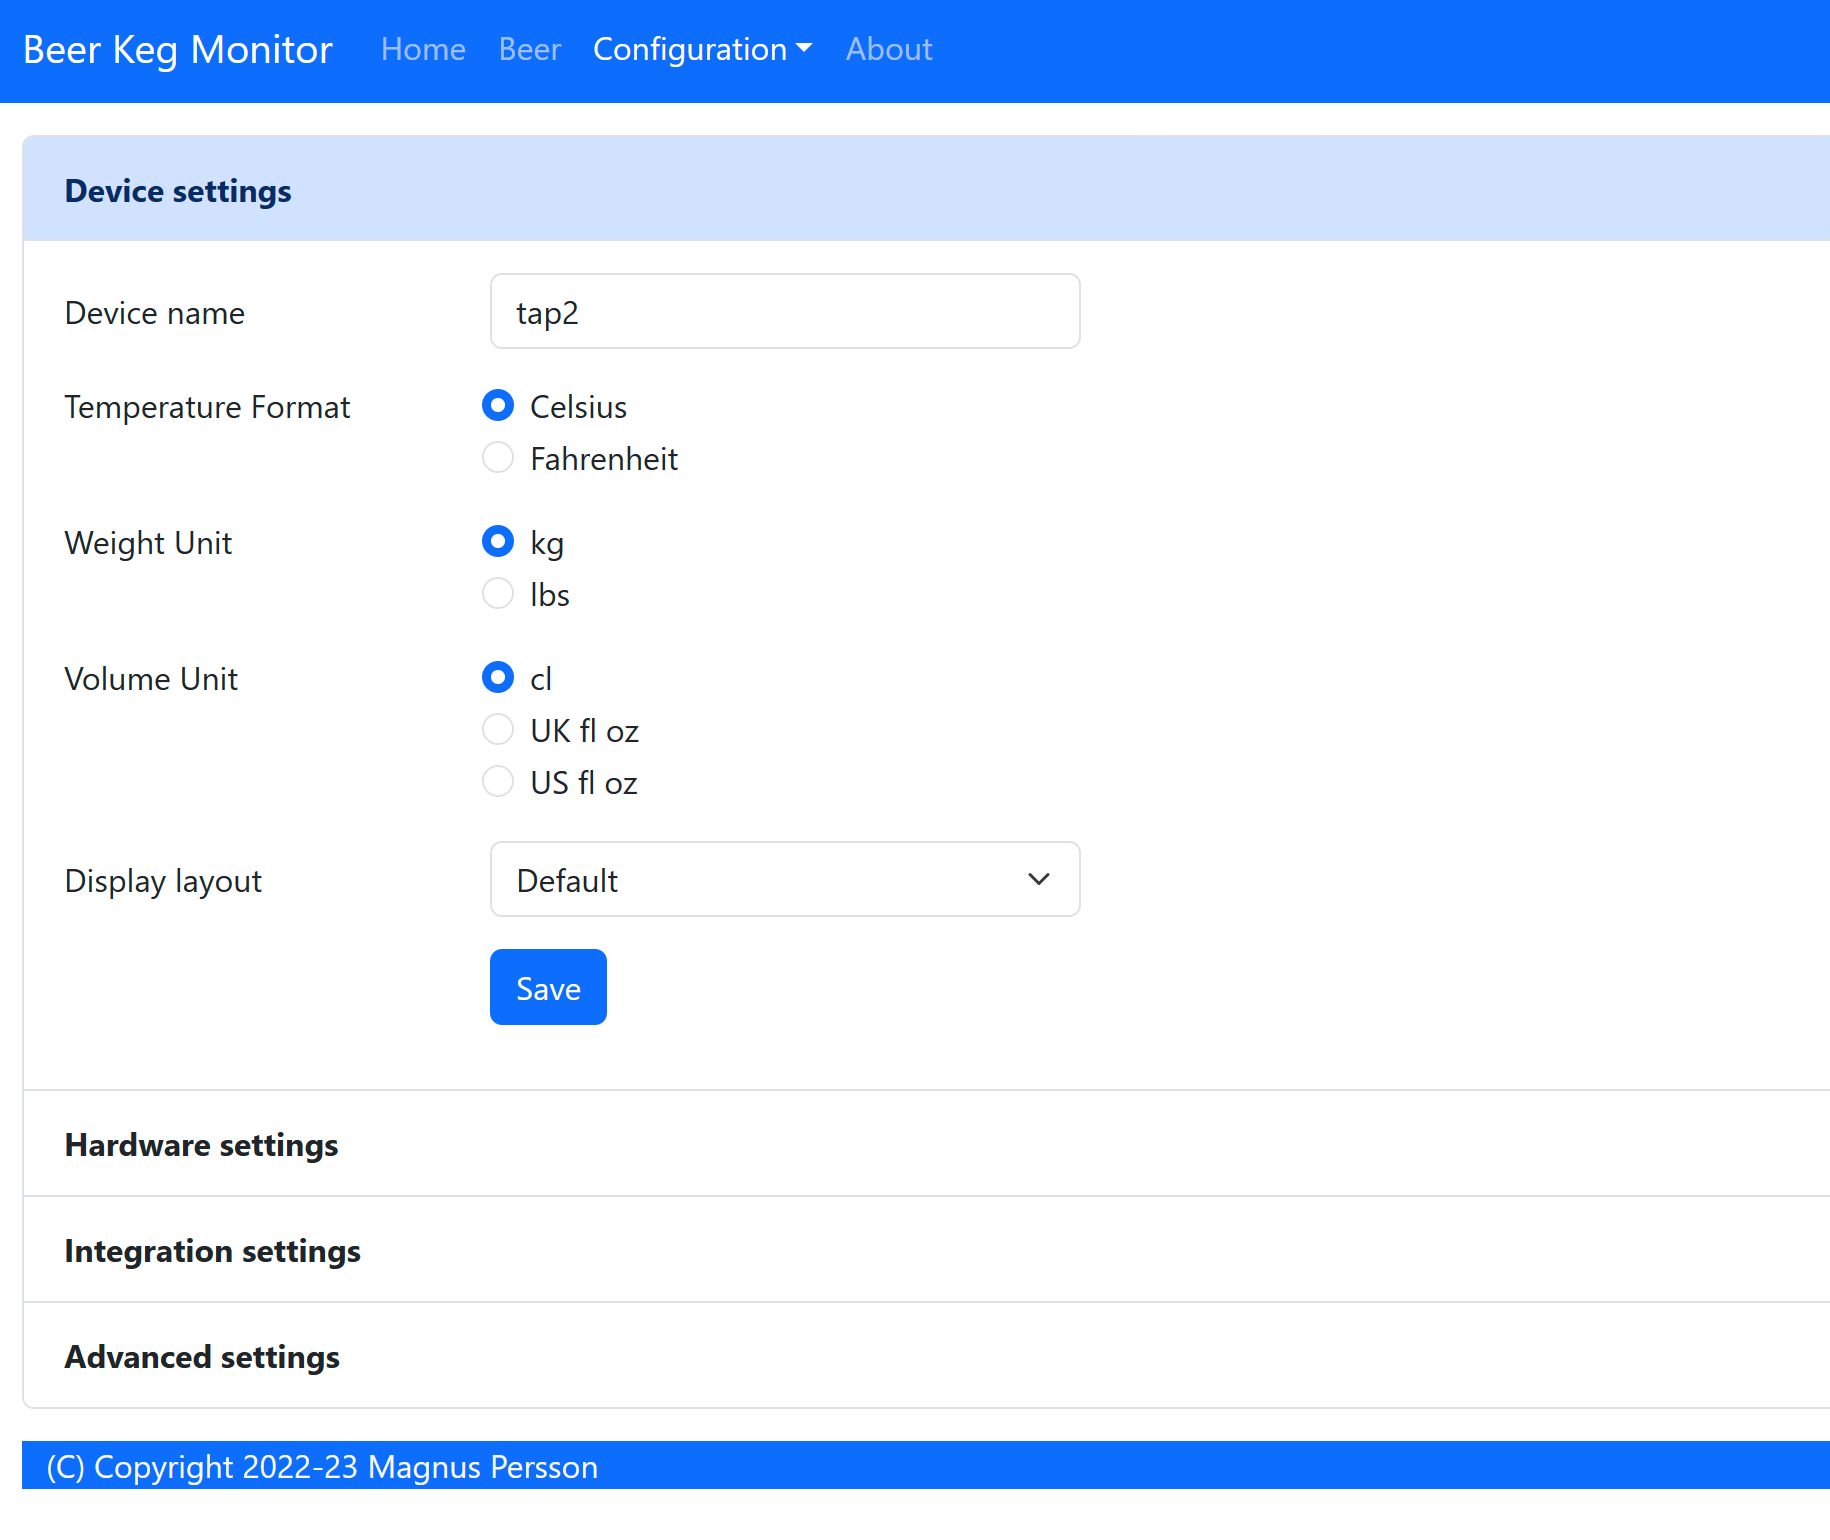 Beer Keg Monitor Home Beer Configuration About
Device settings
Device name tap2
Temperature Format Celsius
Fahrenheit
Weight Unit kg
lbs
Volume Unit cl
UK fl oz
US fl oz
Display layout Default
Save
Hardware settings
Integration settings
Advanced settings
(C) Copyright 2022-23 Magnus Persson